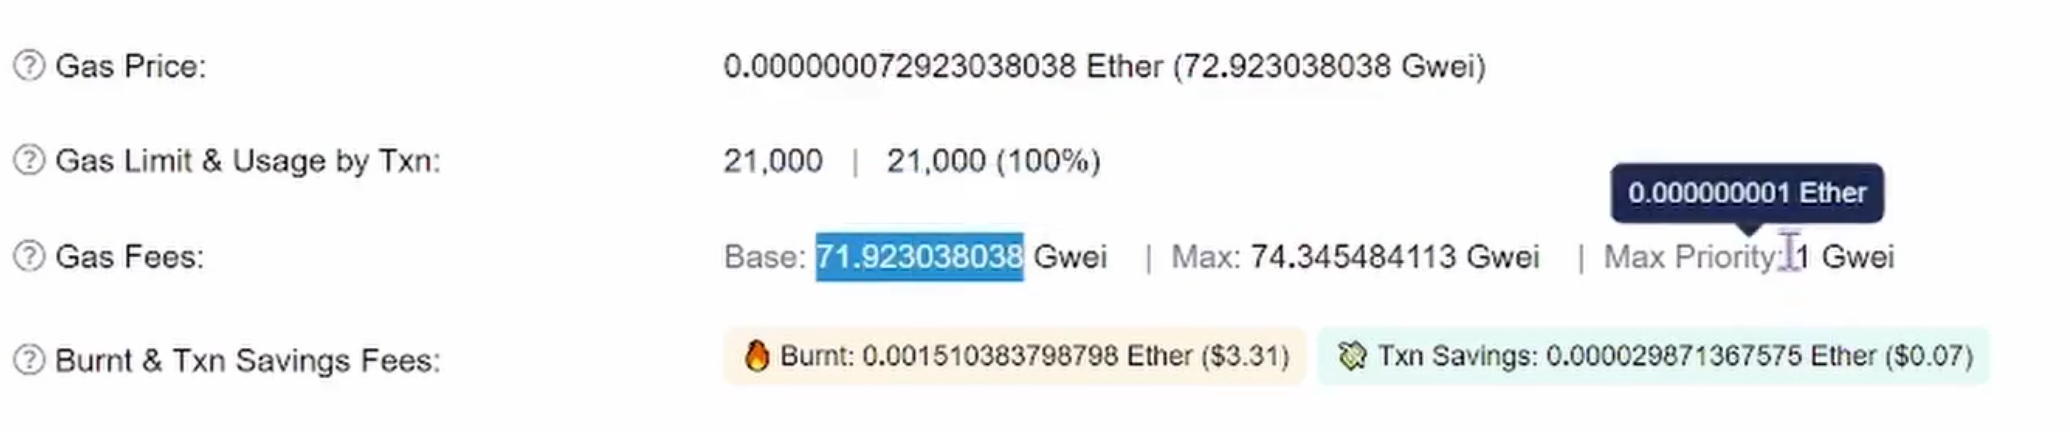 Gas Price: 0.000000072923038038 Ether (72.923038038 Gwei)
Gas Limit & Usage by Txn: 21,000 | 21,000 (100%)
0.000000001 Ether
Gas Fees: Base: 71.923038038 Gwei | Max: 74.345484113 Gwei | Max Priority: 1 Gwei
Burnt & Txn Savings Fees: 🔥 Burnt: 0.001510383798798 Ether ($3.31) 💸 Txn Savings: 0.000029871367575 Ether ($0.07)